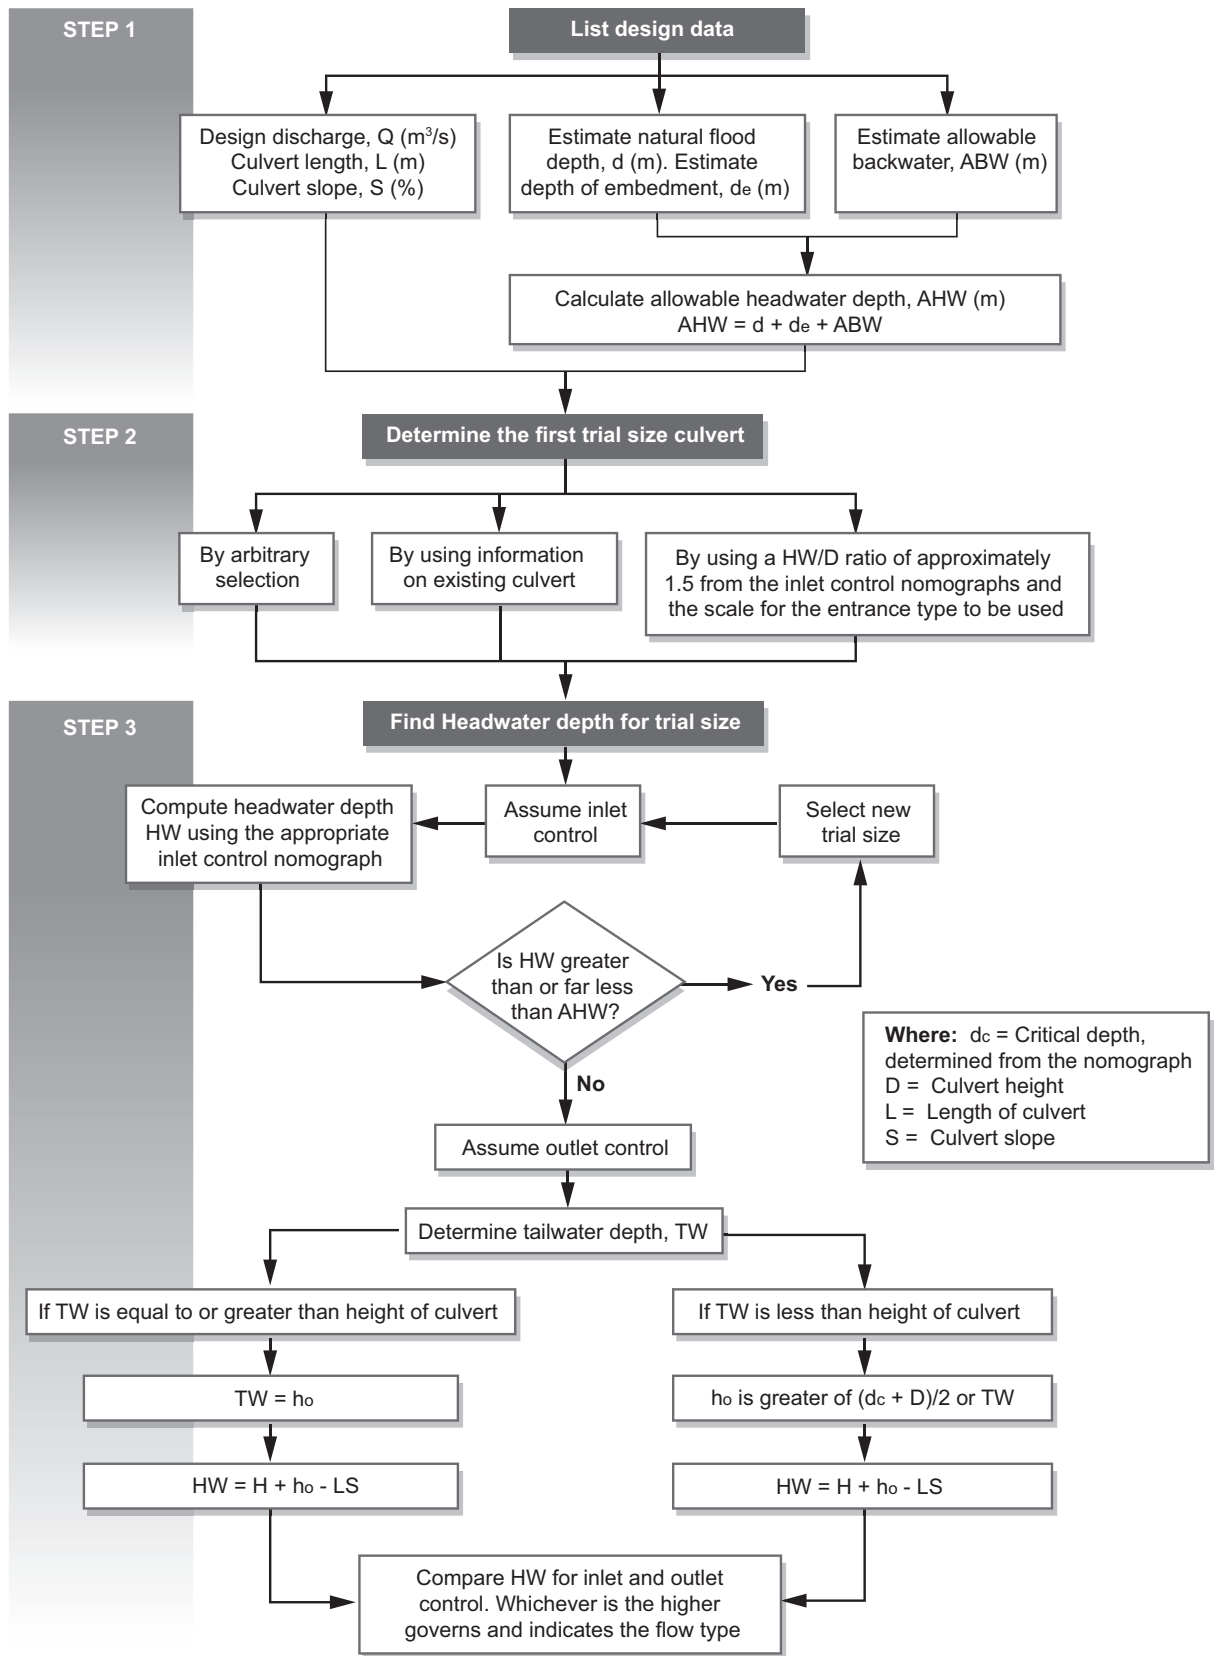 STEP 1
List design data
Design discharge, Q (m³/s)
Culvert length, L (m)
Culvert slope, S (%)
Estimate natural flood
depth, d (m). Estimate
depth of embedment, de (m)
Estimate allowable
backwater, ABW (m)
Calculate allowable headwater depth, AHW (m)
AHW = d + de + ABW
STEP 2
Determine the first trial size culvert
By arbitrary
selection
By using information
on existing culvert
By using a HW/D ratio of approximately
1.5 from the inlet control nomographs and
the scale for the entrance type to be used
STEP 3
Find Headwater depth for trial size
Compute headwater depth
HW using the appropriate
inlet control nomograph
Assume inlet
control
Select new
trial size
Is HW greater
than or far less
than AHW?
Yes
No
Where: dc = Critical depth,
determined from the nomograph
D = Culvert height
L = Length of culvert
S = Culvert slope
Assume outlet control
Determine tailwater depth, TW
If TW is equal to or greater than height of culvert
If TW is less than height of culvert
TW = ho
ho is greater of (dc + D)/2 or TW
HW = H + ho - LS
HW = H + ho - LS
Compare HW for inlet and outlet
control. Whichever is the higher
governs and indicates the flow type